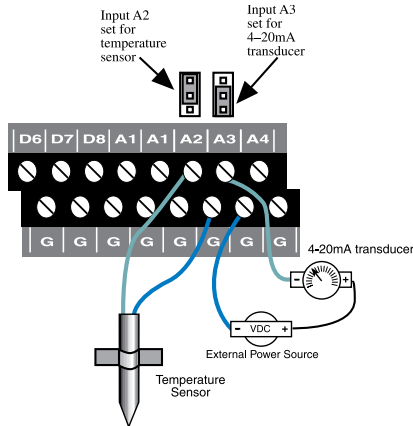 Input A2
set for
temperature
sensor
Input A3
set for
4–20mA
transducer
D6 D7 D8 A1 A1 A2 A3 A4
G G G G G G G G
4-20mA transducer
- +
- VDC +
External Power Source
Temperature
Sensor